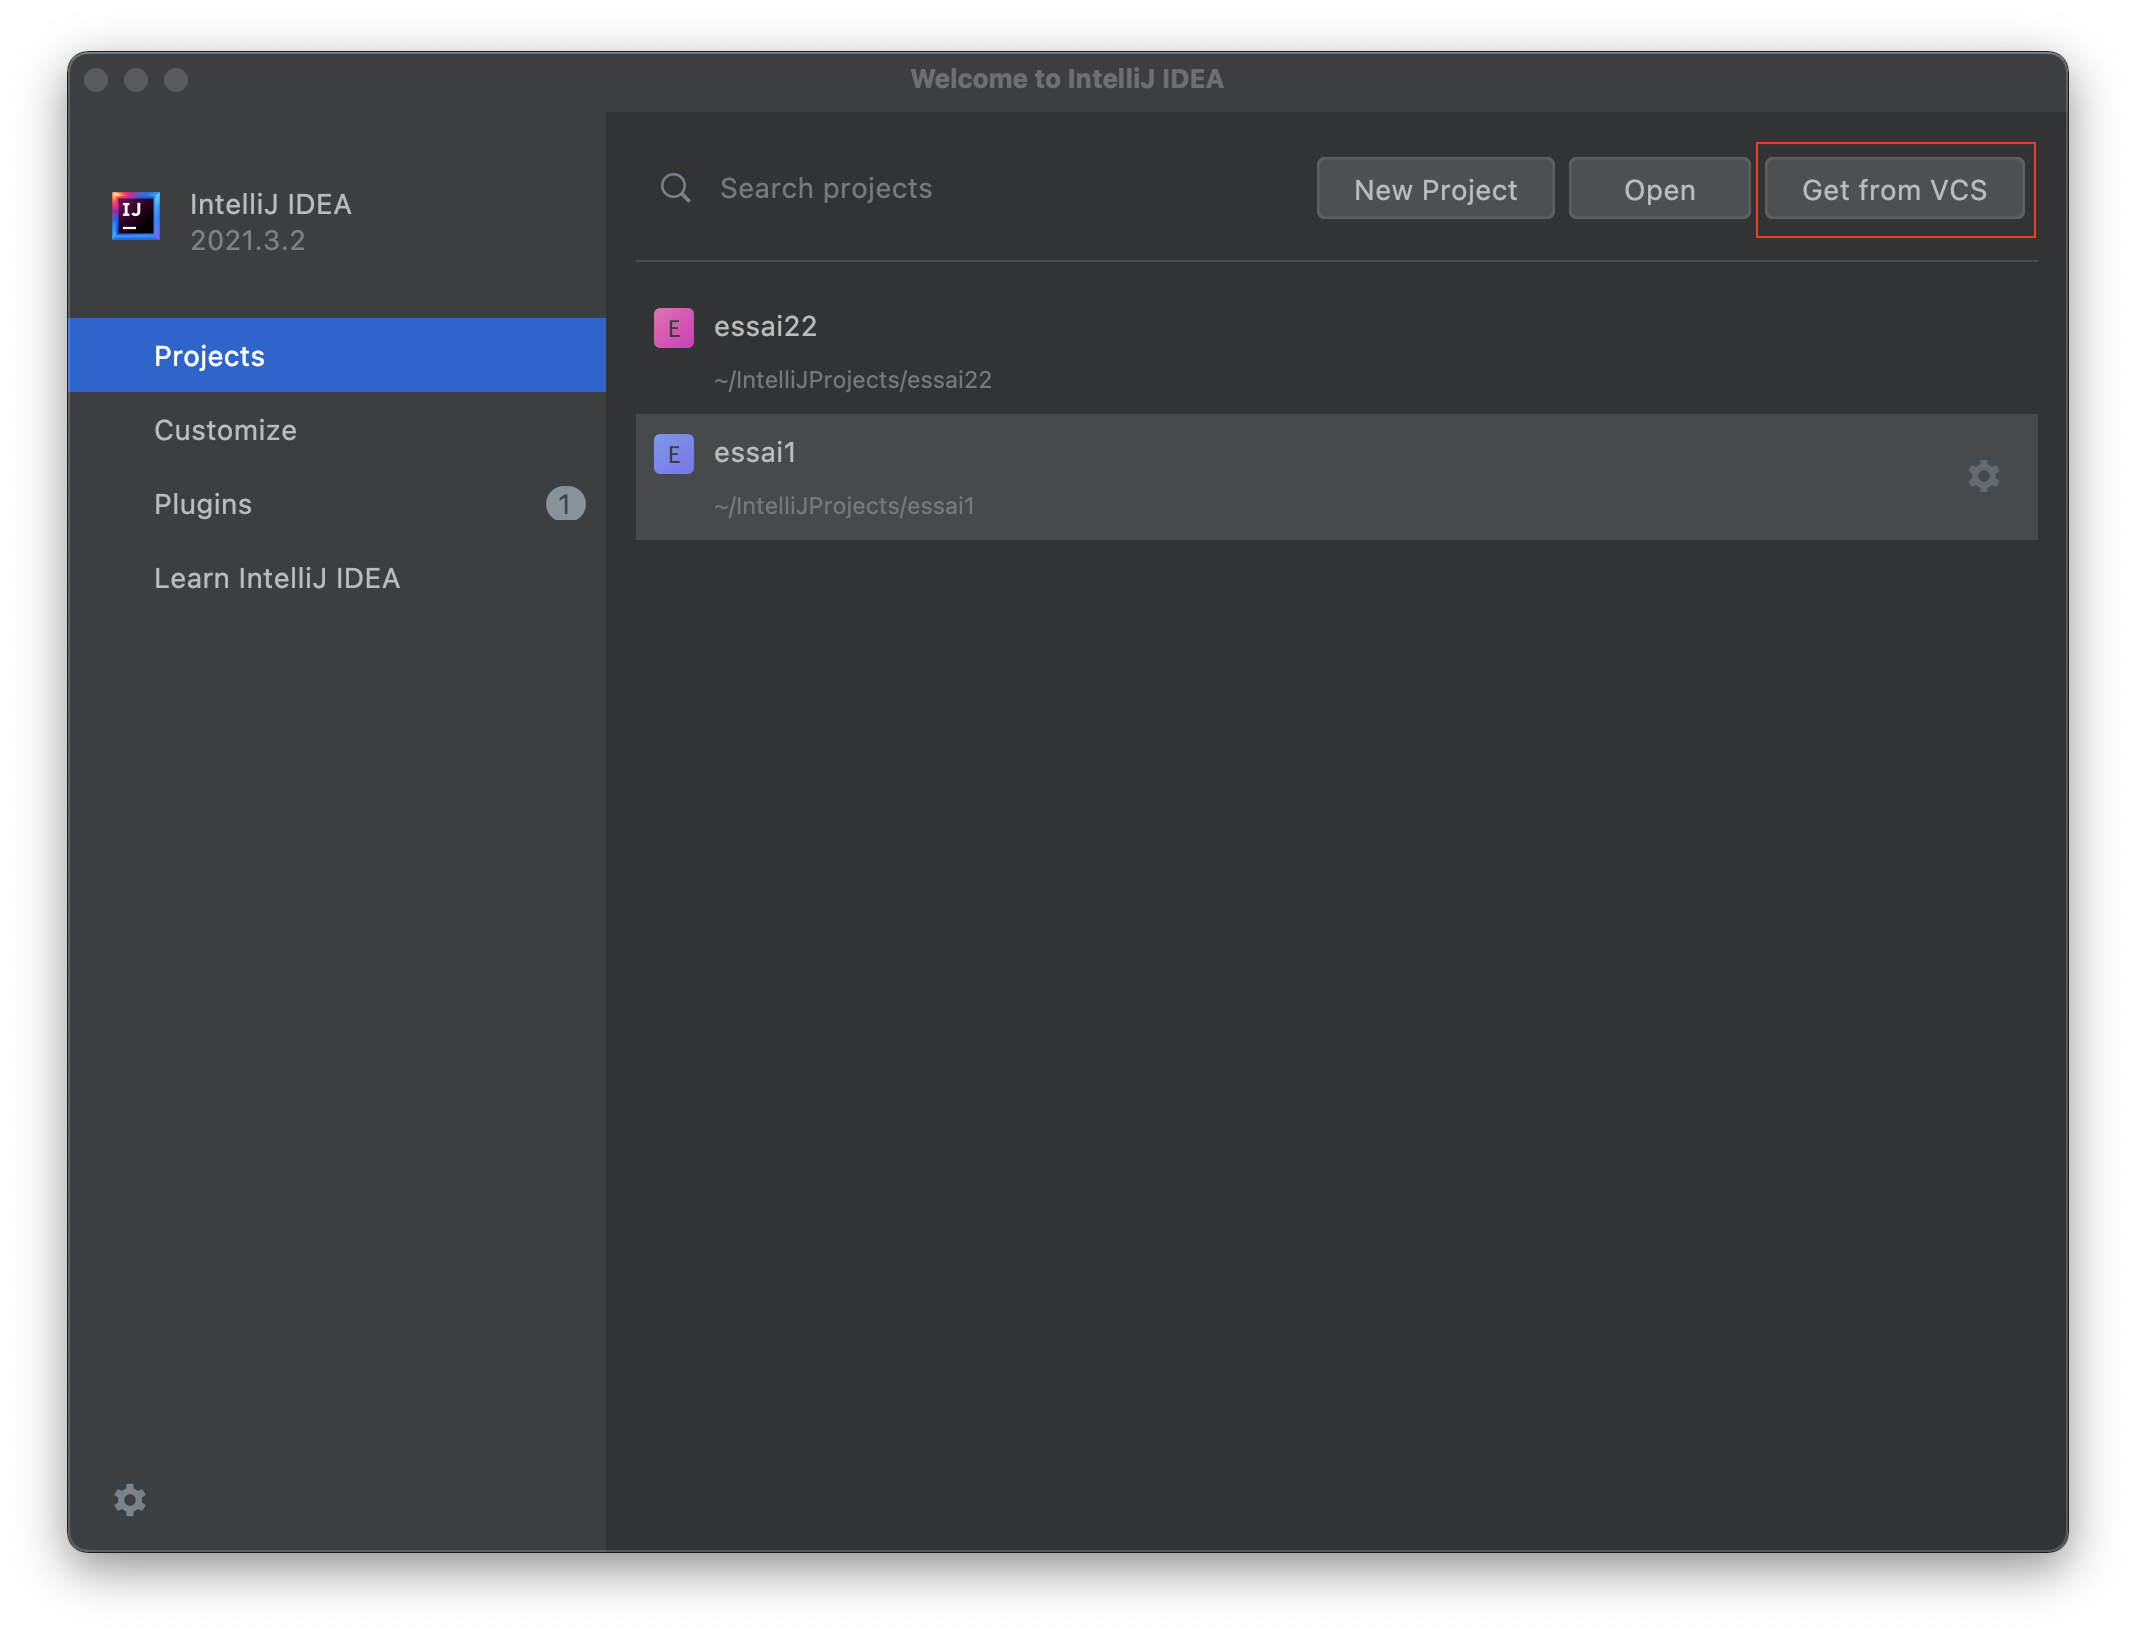 Welcome to IntelliJ IDEA
IJ
IntelliJ IDEA
2021.3.2
Projects
Customize
Plugins 1
Learn IntelliJ IDEA
Search projects New Project Open Get from VCS
E essai22
~/IntelliJProjects/essai22
E essai1
~/IntelliJProjects/essai1